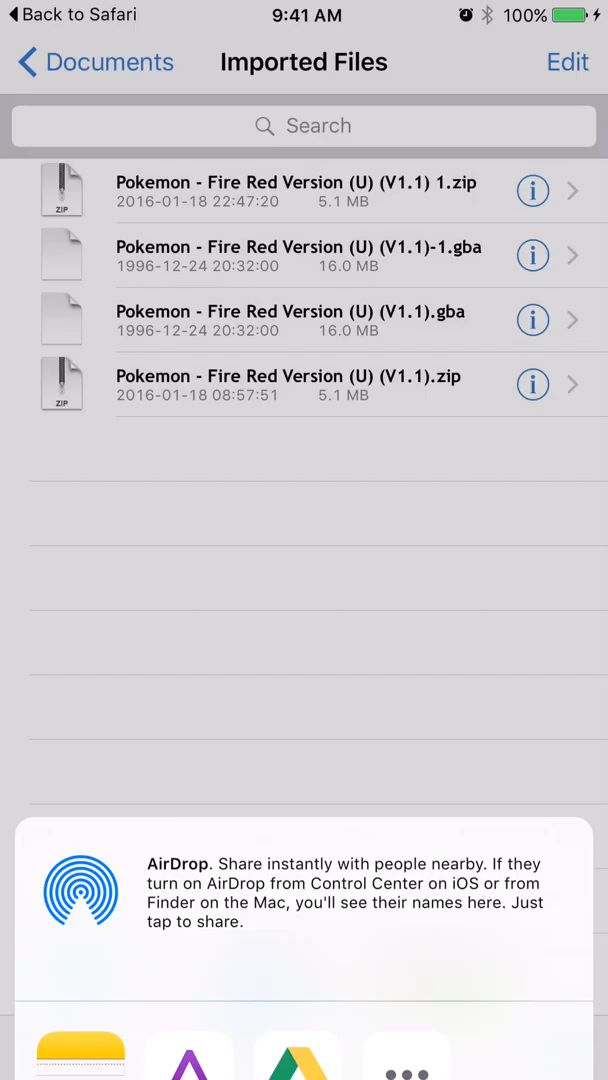 Back to Safari 9:41 AM 100%
Documents Imported Files Edit
Search
Pokemon - Fire Red Version (U) (V1.1) 1.zip
2016-01-18 22:47:20 5.1 MB
ZIP
Pokemon - Fire Red Version (U) (V1.1)-1.gba
1996-12-24 20:32:00 16.0 MB
Pokemon - Fire Red Version (U) (V1.1).gba
1996-12-24 20:32:00 16.0 MB
Pokemon - Fire Red Version (U) (V1.1).zip
2016-01-18 08:57:51 5.1 MB
ZIP
AirDrop. Share instantly with people nearby. If they
turn on AirDrop from Control Center on iOS or from
Finder on the Mac, you'll see their names here. Just
tap to share.